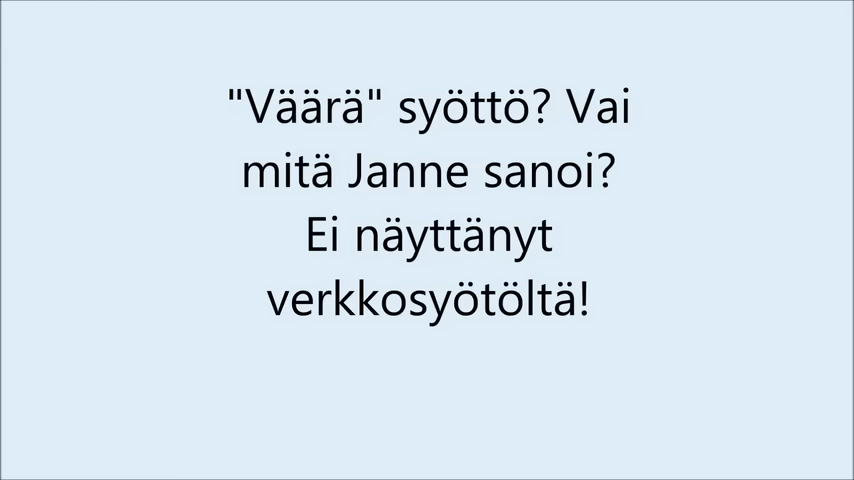 "Väärä" syöttö? Vai
mitä Janne sanoi?
Ei näyttänyt
verkkosyötöltä!